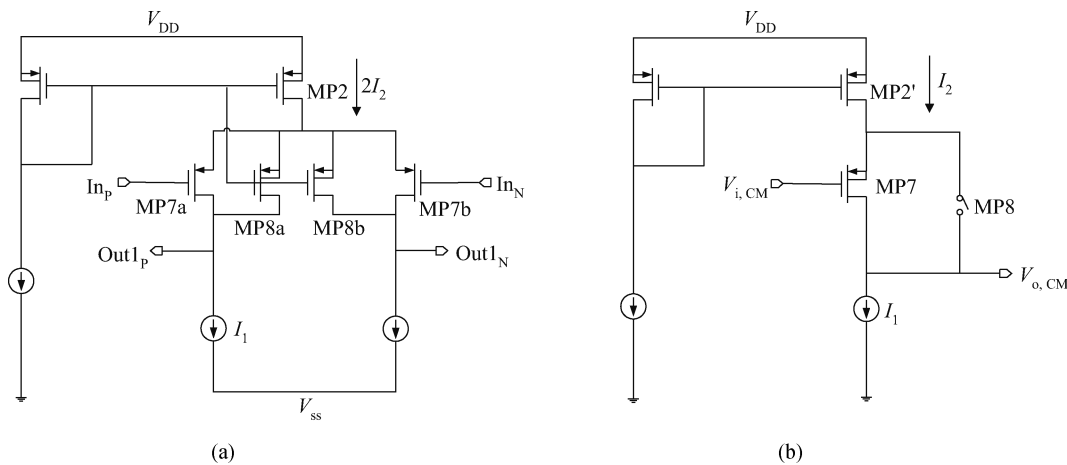 V_DD
MP2
2I_2
In_P
MP7a
MP8a
MP8b
MP7b
In_N
Out1_P
Out1_N
I_1
V_ss
(a)
V_DD
MP2'
I_2
V_i, CM
MP7
MP8
V_o, CM
I_1
(b)